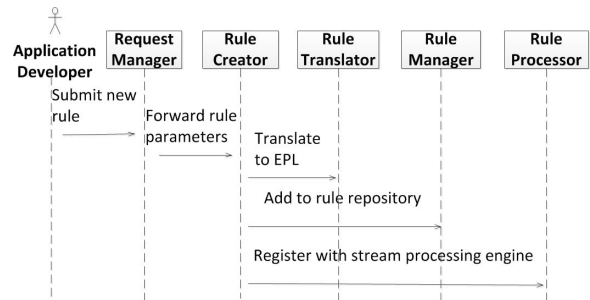 Application
Developer
Request
Manager
Rule
Creator
Rule
Translator
Rule
Manager
Rule
Processor
Submit new
rule
Forward rule
parameters
Translate
to EPL
Add to rule repository
Register with stream processing engine